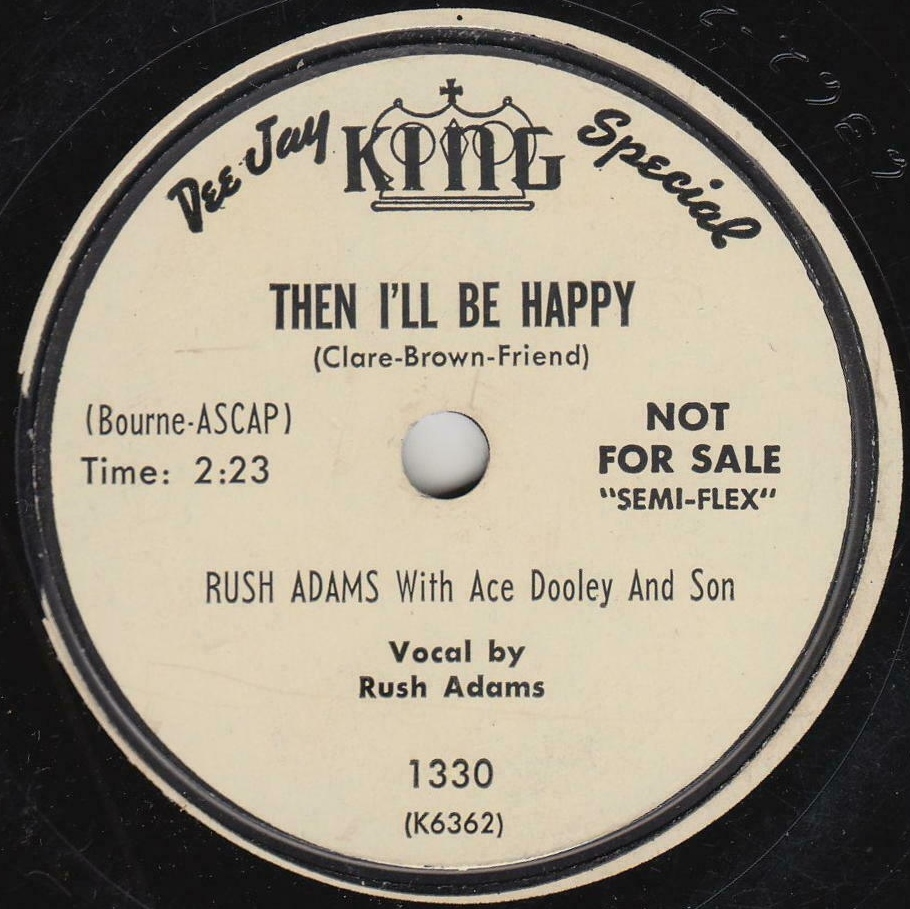 Dee Jay KING Special
THEN I'LL BE HAPPY
(Clare-Brown-Friend)
(Bourne-ASCAP)
Time: 2:23
NOT
FOR SALE
"SEMI-FLEX"
RUSH ADAMS With Ace Dooley And Son
Vocal by
Rush Adams
1330
(K6362)